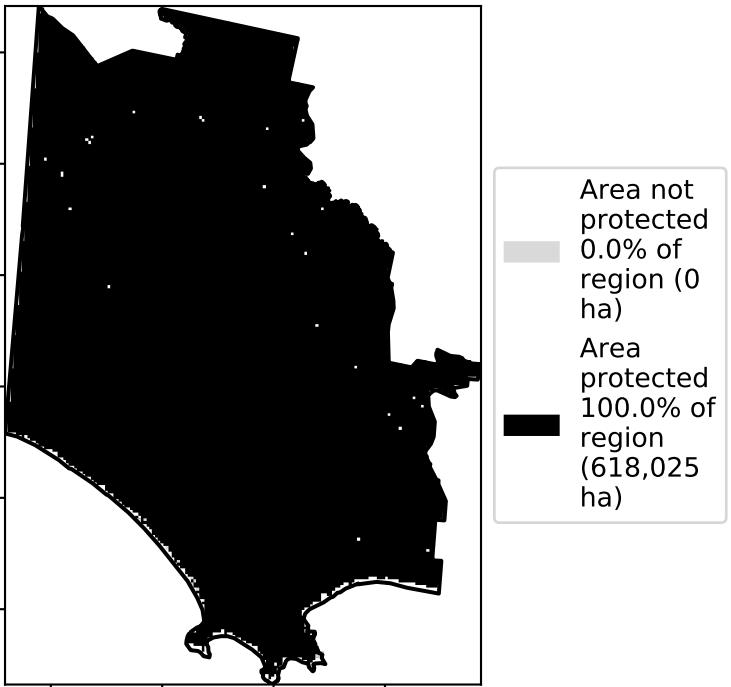 Area not
protected
0.0% of
region (0
ha)
Area
protected
100.0% of
region
(618,025
ha)